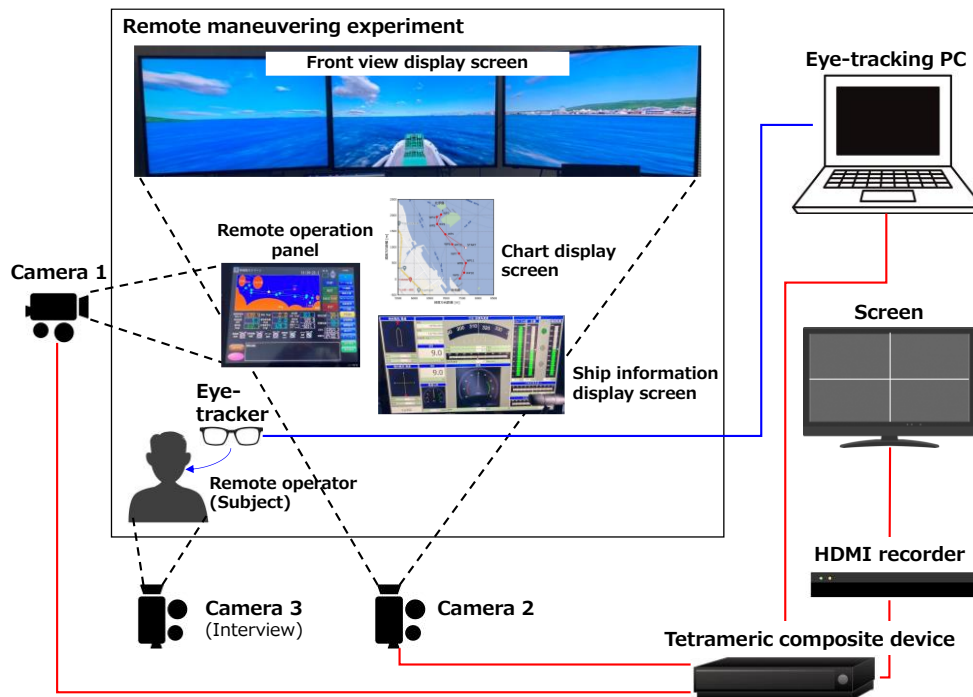 Remote maneuvering experiment
Front view display screen
Eye-tracking PC
Remote operation
panel
Chart display
screen
Camera 1
Screen
Ship information
display screen
9.0
9.0
Eye-
tracker
Remote operator
(Subject)
HDMI recorder
Camera 3
(Interview)
Camera 2
Tetrameric composite device